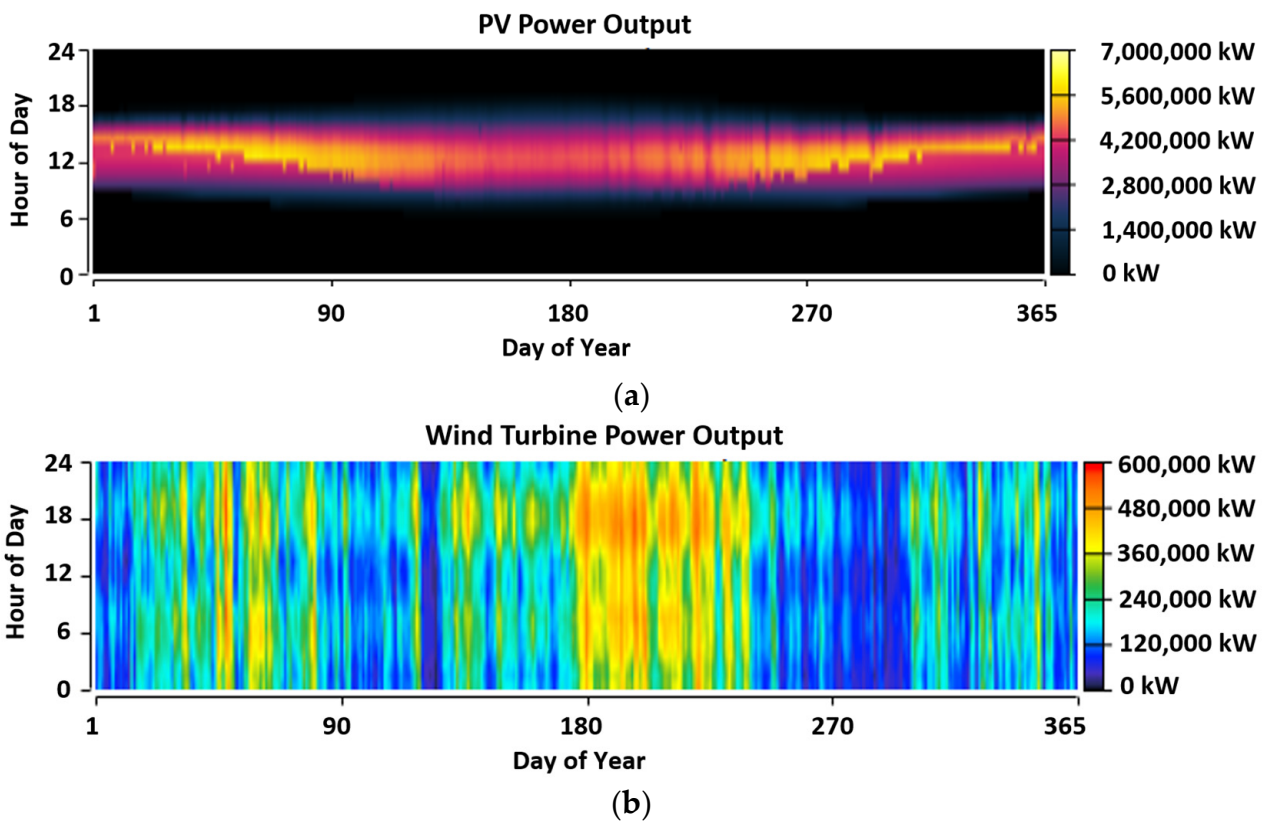 PV Power Output
24
18
12
6
0
Hour of Day
7,000,000 kW
5,600,000 kW
4,200,000 kW
2,800,000 kW
1,400,000 kW
0 kW
1 90 180 270 365
Day of Year
(a)
Wind Turbine Power Output
24
18
12
6
0
Hour of Day
600,000 kW
480,000 kW
360,000 kW
240,000 kW
120,000 kW
0 kW
1 90 180 270 365
Day of Year
(b)